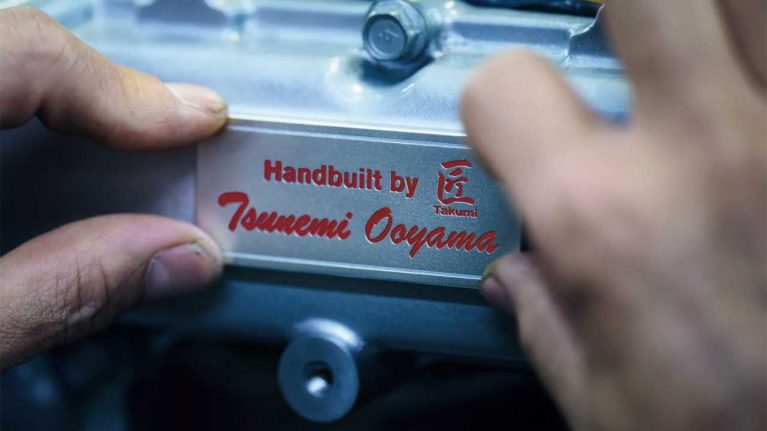 Handbuilt by 匠
Takumi
Tsunemi Ooyama